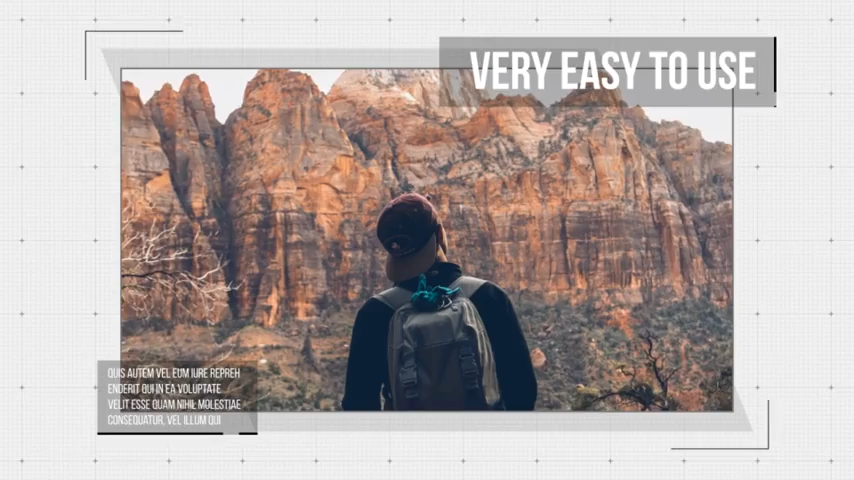 VERY EASY TO USE
QUIS AUTEM VEL EUM IURE REPREH
ENDERIT QUI IN EA VOLUPTATE
VELIT ESSE QUAM NIHIL MOLESTIAE
CONSEQUATUR, VEL ILLUM QUI